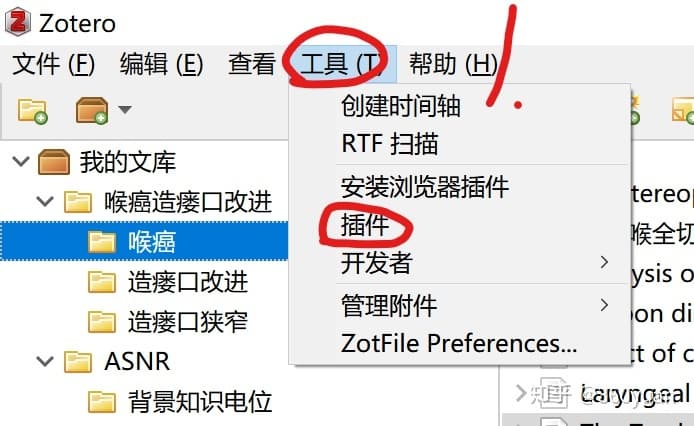 Zotero
文件 (F) 编辑 (E) 查看 工具 (T) 帮助 (H)
创建时间轴
RTF 扫描
安装浏览器插件
插件
开发者
管理附件
ZotFile Preferences...
我的文库
喉癌造瘘口改进
喉癌
造瘘口改进
造瘘口狭窄
ASNR
背景知识电位
tereop
喉全切
ysis o
on di
ct of c
Laryngeal
知乎